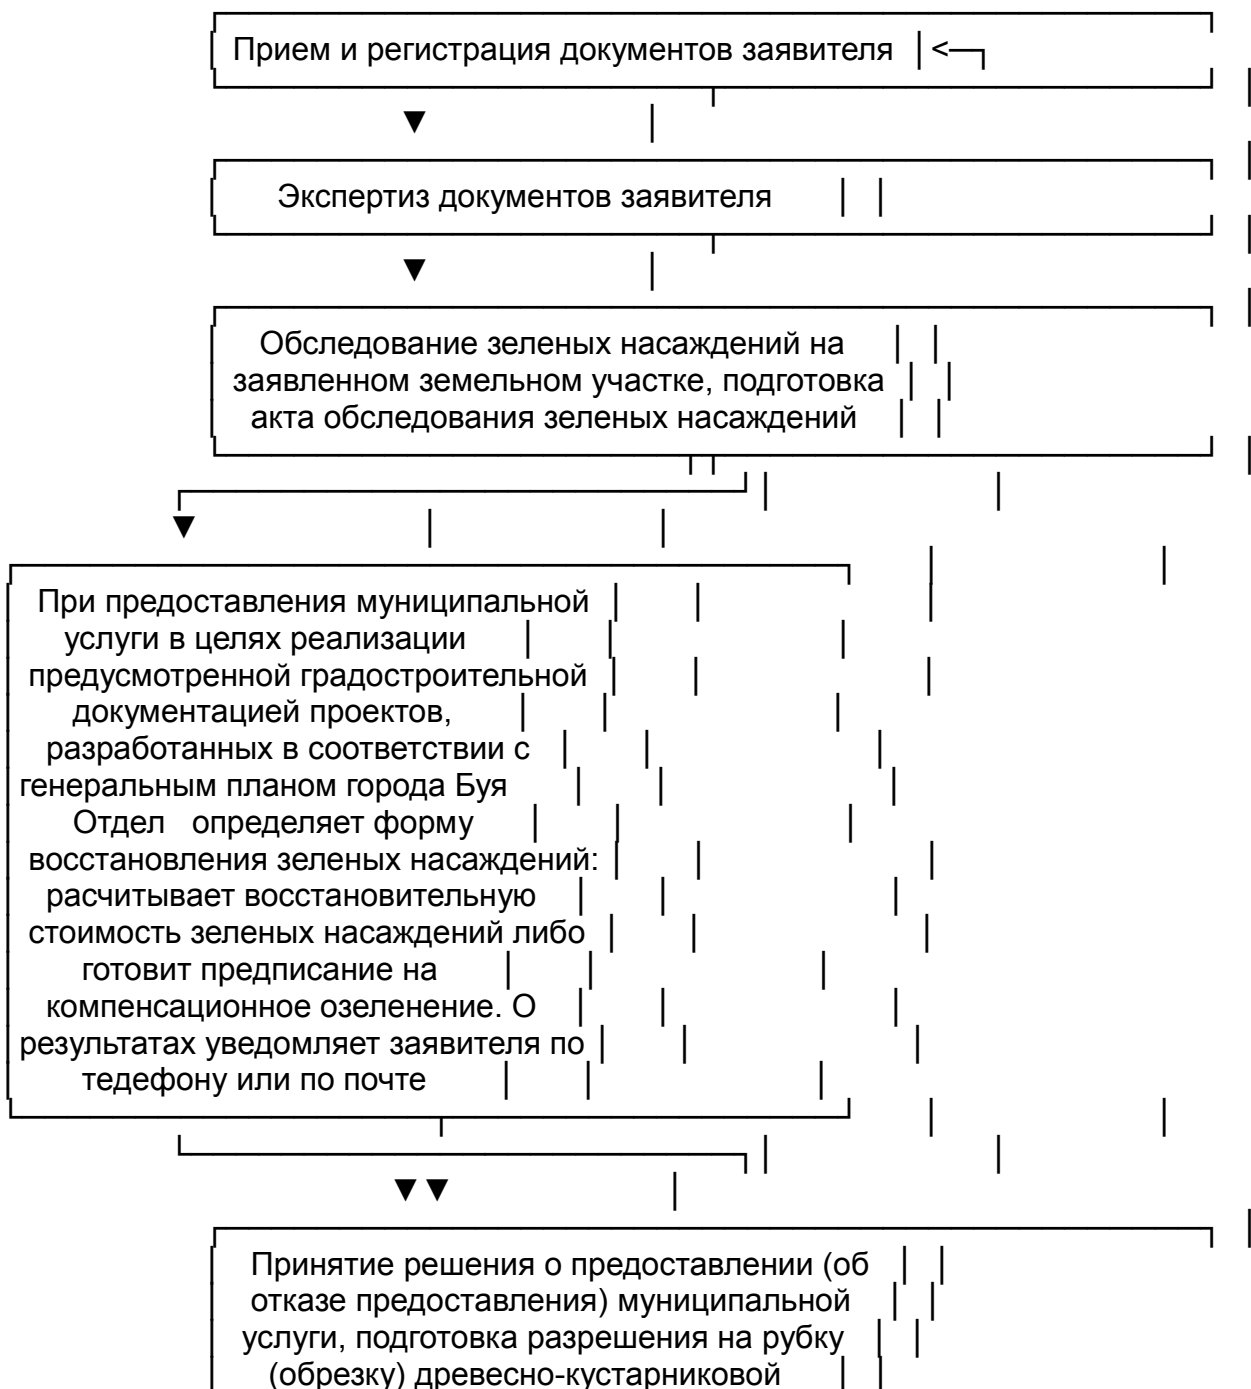 Прием и регистрация документов заявителя
Экспертиз документов заявителя
Обследование зеленых насаждений на
заявленном земельном участке, подготовка
акта обследования зеленых насаждений
При предоставления муниципальной
услуги в целях реализации
предусмотренной градостроительной
документацией проектов,
разработанных в соответствии с
генеральным планом города Буя
Отдел определяет форму
восстановления зеленых насаждений:
расчитывает восстановительную
стоимость зеленых насаждений либо
готовит предписание на
компенсационное озеленение. О
результатах уведомляет заявителя по
тедефону или по почте
Принятие решения о предоставлении (об
отказе предоставления) муниципальной
услуги, подготовка разрешения на рубку
(обрезку) древесно-кустарниковой